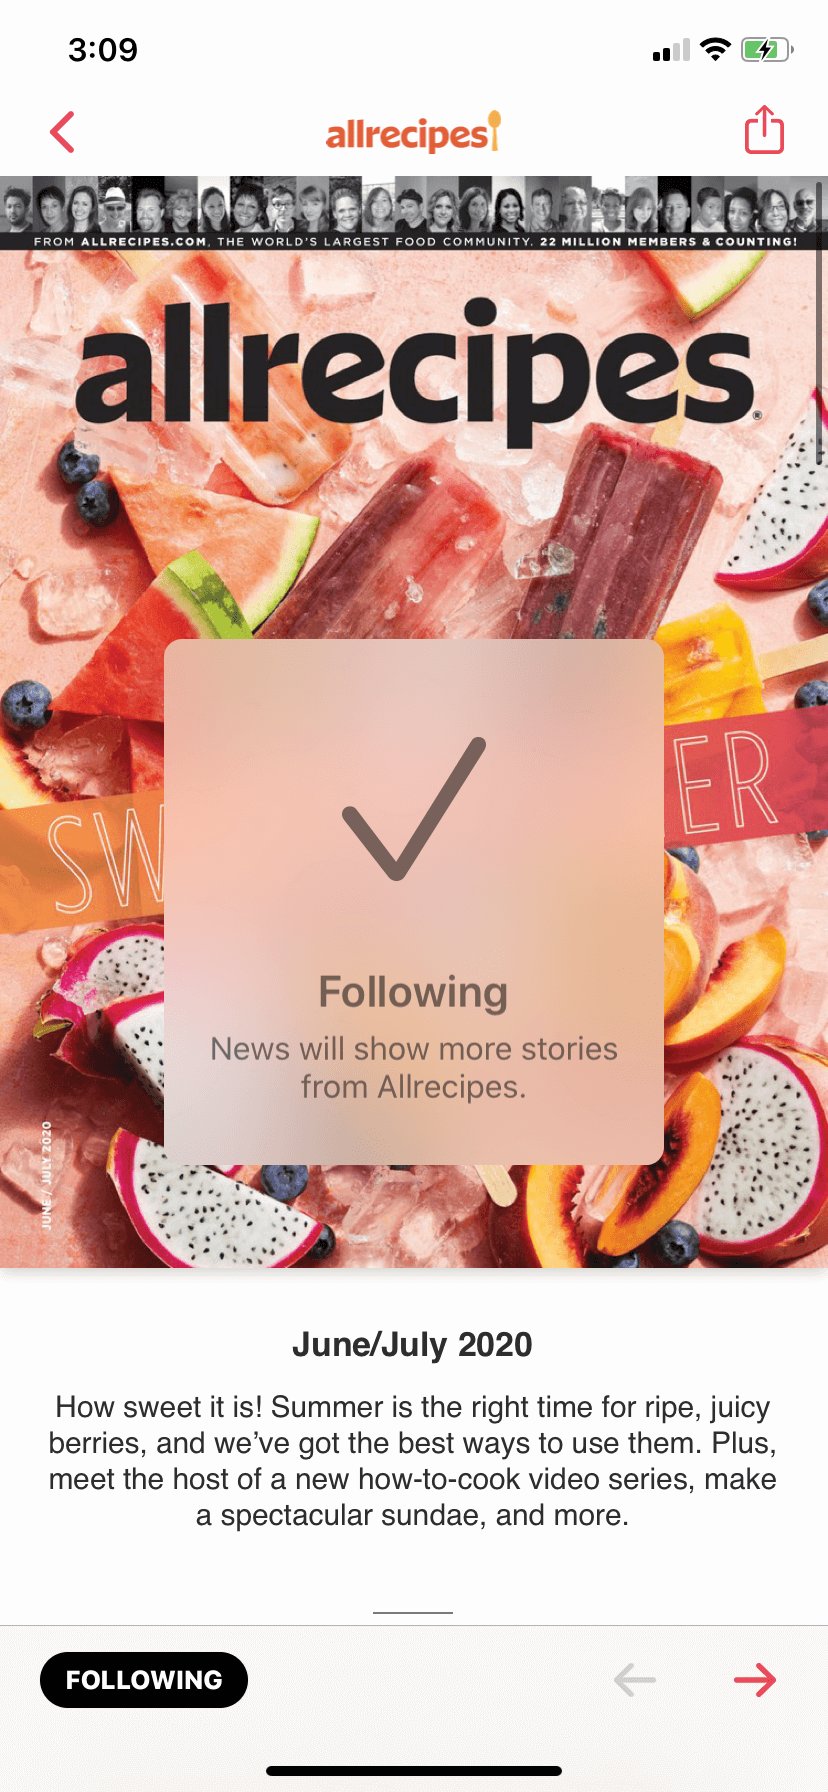 3:09
allrecipes
FROM ALLRECIPES.COM, THE WORLD'S LARGEST FOOD COMMUNITY. 22 MILLION MEMBERS & COUNTING!
allrecipes®
SW
ER
Following
News will show more stories
from Allrecipes.
JUNE / JULY 2020
June/July 2020
How sweet it is! Summer is the right time for ripe, juicy
berries, and we’ve got the best ways to use them. Plus,
meet the host of a new how-to-cook video series, make
a spectacular sundae, and more.
FOLLOWING